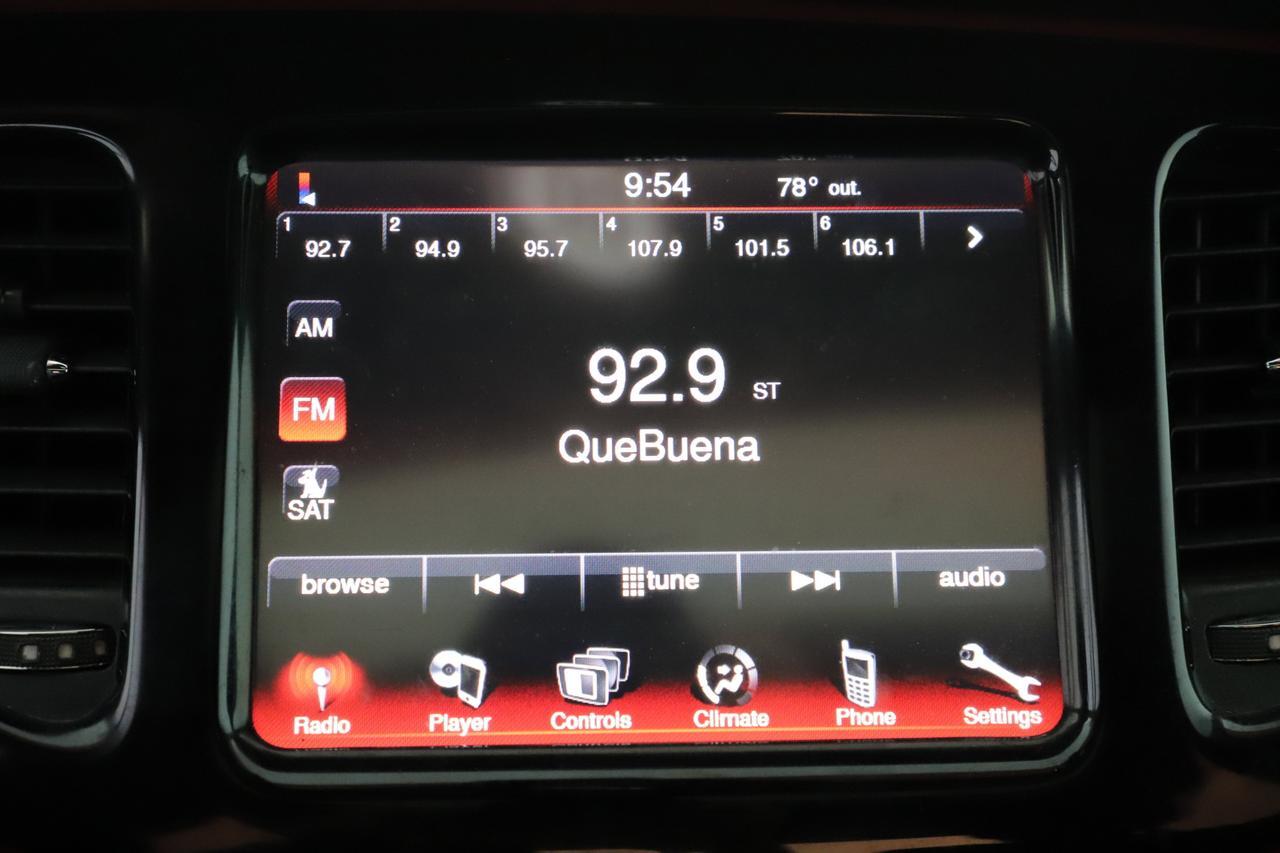 9:54 78° out.
1 2 3 4 5 6
92.7 94.9 95.7 107.9 101.5 106.1
AM
92.9 ST
FM
QueBuena
SAT
browse tune audio
Radio Player Controls Climate Phone Settings